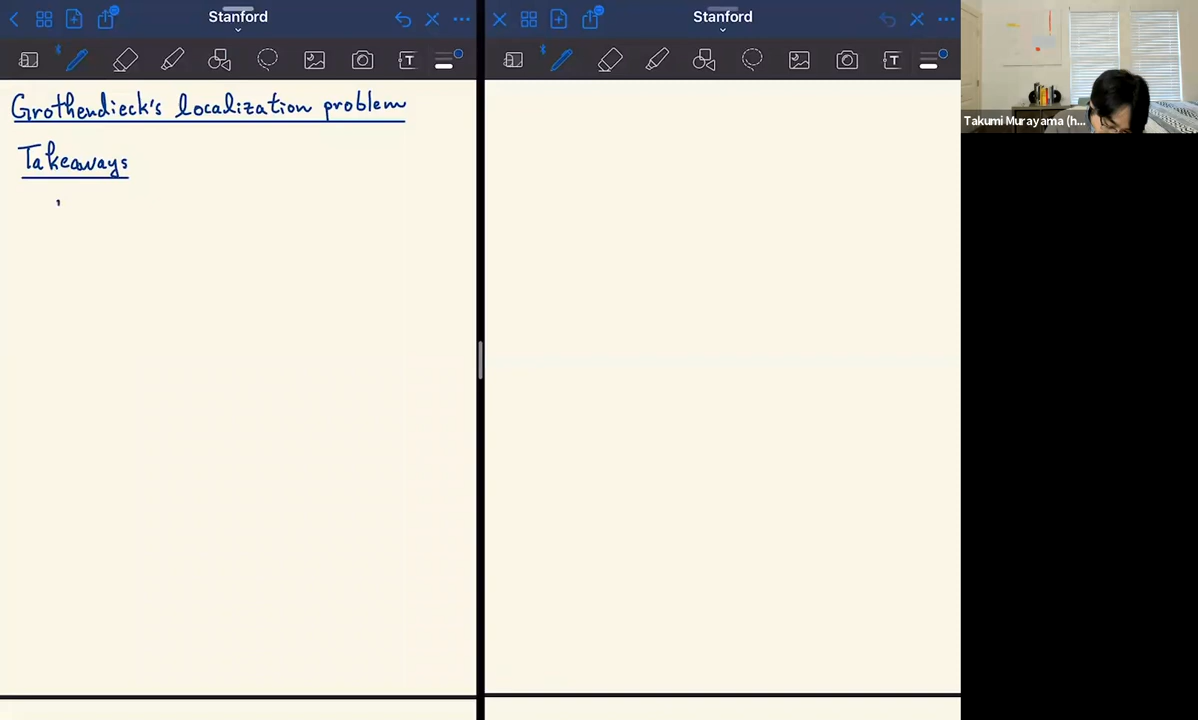 Stanford
Stanford
Grothendieck's localization problem
Takeaways
Takumi Murayama (h...